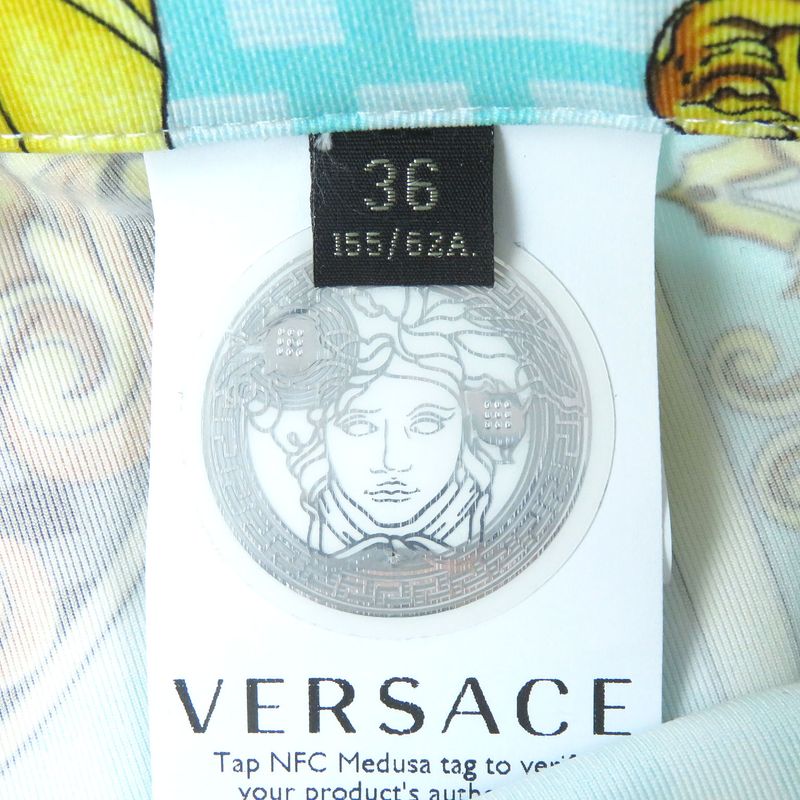 36
155/62A.
VERSACE
Tap NFC Medusa tag to
your product's